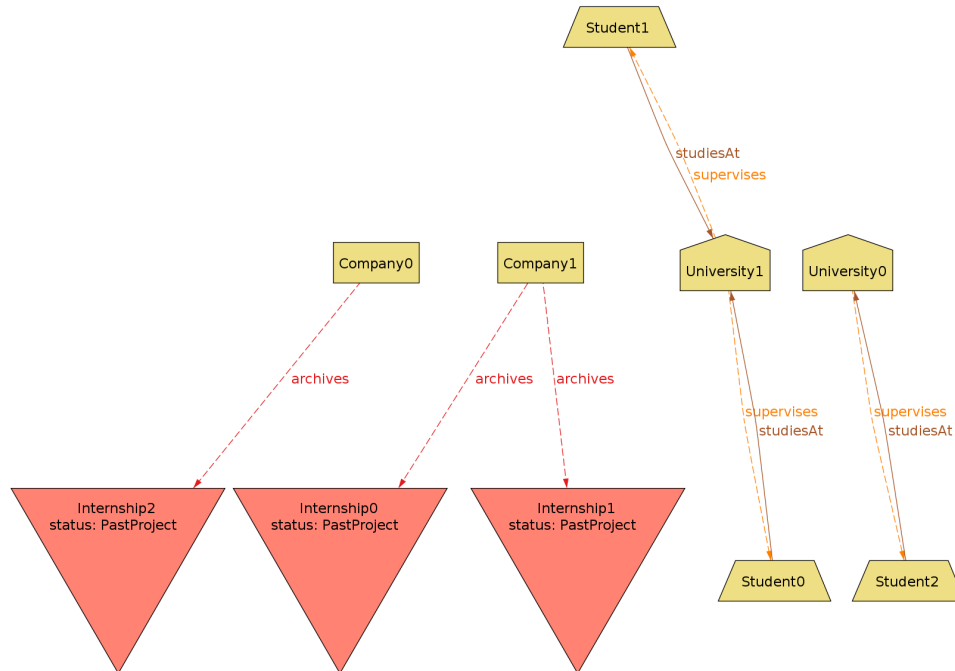 Student1
studiesAt
supervises
Company0
Company1
University1
University0
archives
archives
archives
supervises
studiesAt
supervises
studiesAt
Internship2
status: PastProject
Internship0
status: PastProject
Internship1
status: PastProject
Student0
Student2